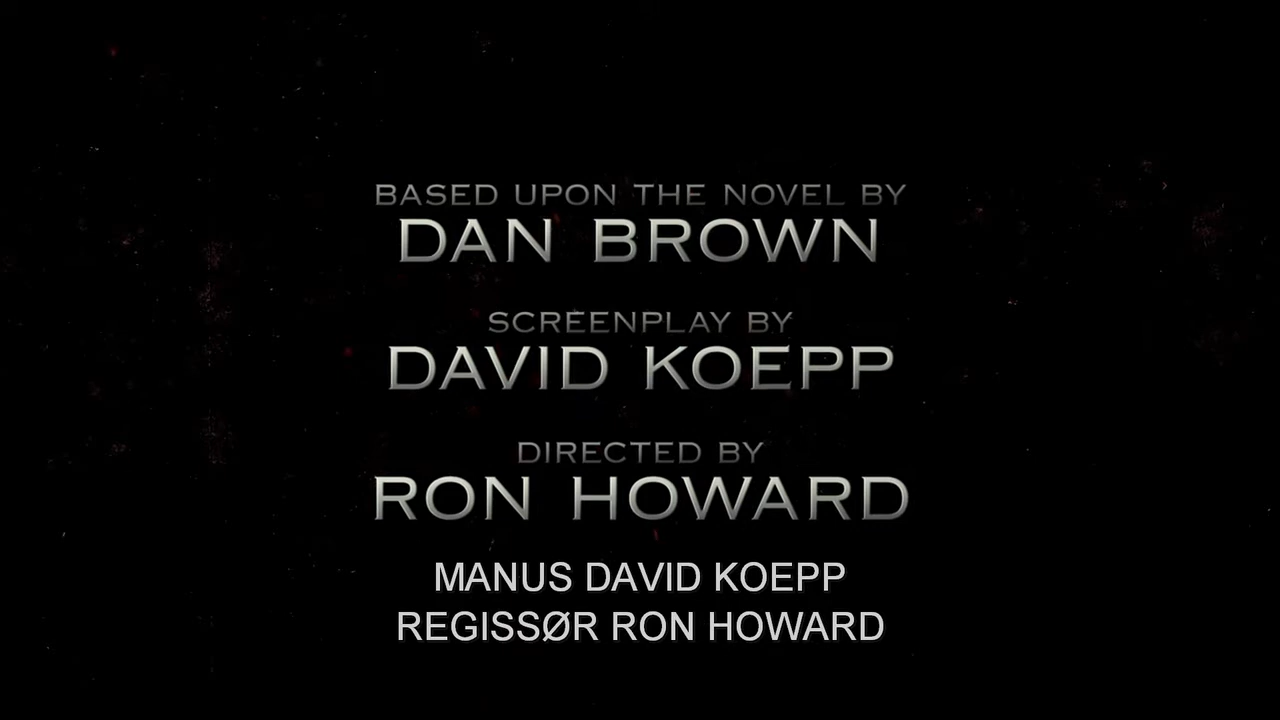 BASED UPON THE NOVEL BY
DAN BROWN
SCREENPLAY BY
DAVID KOEPP
DIRECTED BY
RON HOWARD
MANUS DAVID KOEPP
REGISSØR RON HOWARD